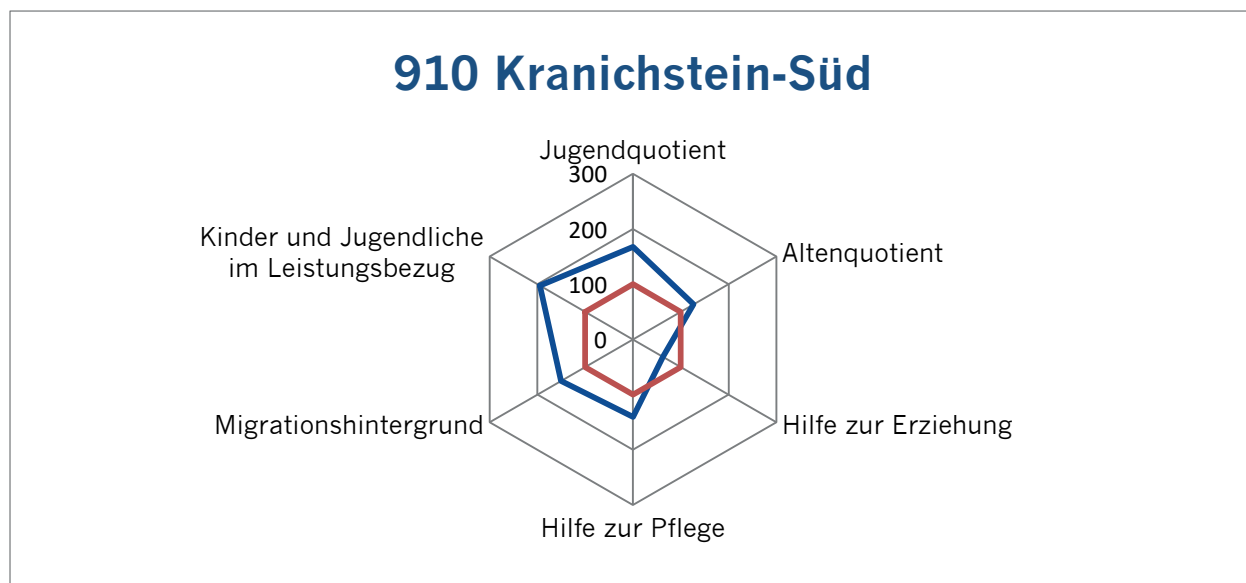 910 Kranichstein-Süd
Jugendquotient
300
Kinder und Jugendliche
im Leistungsbezug
200
Altenquotient
100
0
Migrationshintergrund
Hilfe zur Erziehung
Hilfe zur Pflege